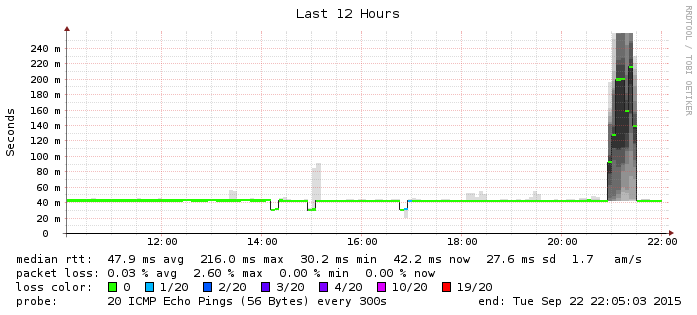 Last 12 Hours
RRDTOOL / TOBI OETIKER
Seconds
240 m
220 m
200 m
180 m
160 m
140 m
120 m
100 m
80 m
60 m
40 m
20 m
0
12:00 14:00 16:00 18:00 20:00 22:00
median rtt: 47.9 ms avg 216.0 ms max 30.2 ms min 42.2 ms now 27.6 ms sd 1.7 am/s
packet loss: 0.03 % avg 2.60 % max 0.00 % min 0.00 % now
loss color: 0 1/20 2/20 3/20 4/20 10/20 19/20
probe: 20 ICMP Echo Pings (56 Bytes) every 300s end: Tue Sep 22 22:05:03 2015